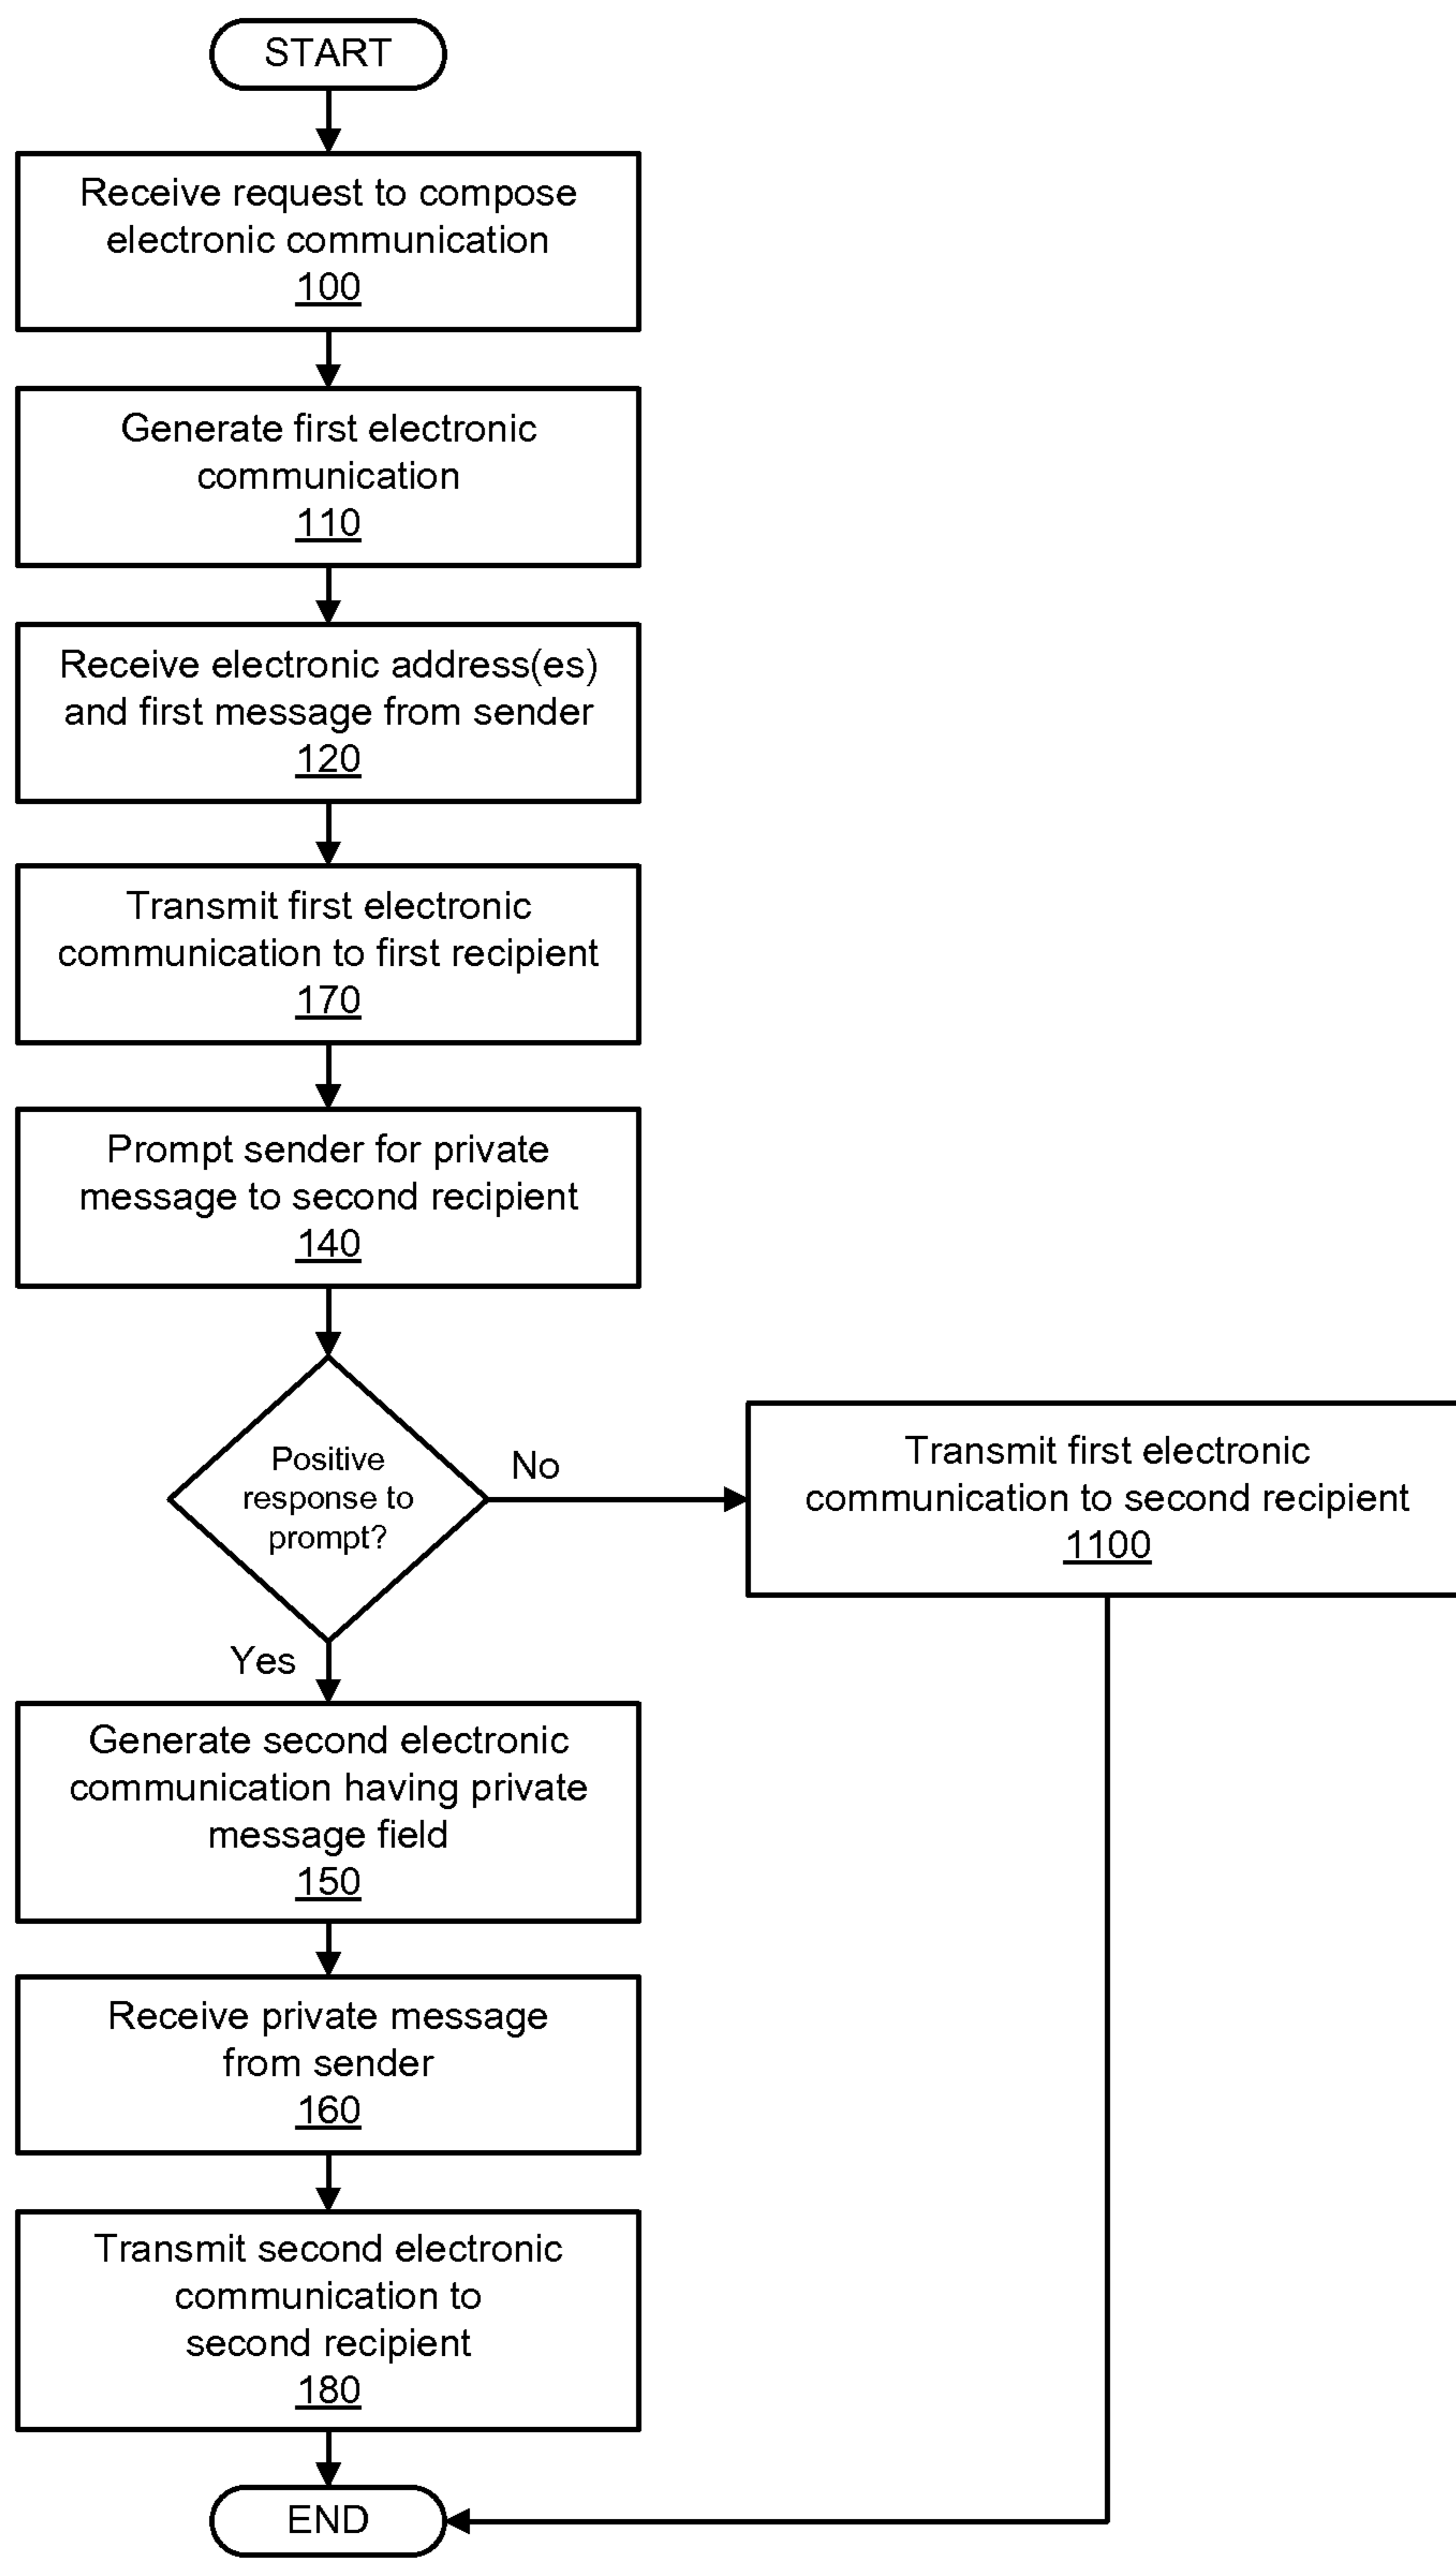 START
Receive request to compose
electronic communication
100
Generate first electronic
communication
110
Receive electronic address(es)
and first message from sender
120
Transmit first electronic
communication to first recipient
170
Prompt sender for private
message to second recipient
140
Positive
response to
prompt?
No
Transmit first electronic
communication to second recipient
1100
Yes
Generate second electronic
communication having private
message field
150
Receive private message
from sender
160
Transmit second electronic
communication to
second recipient
180
END